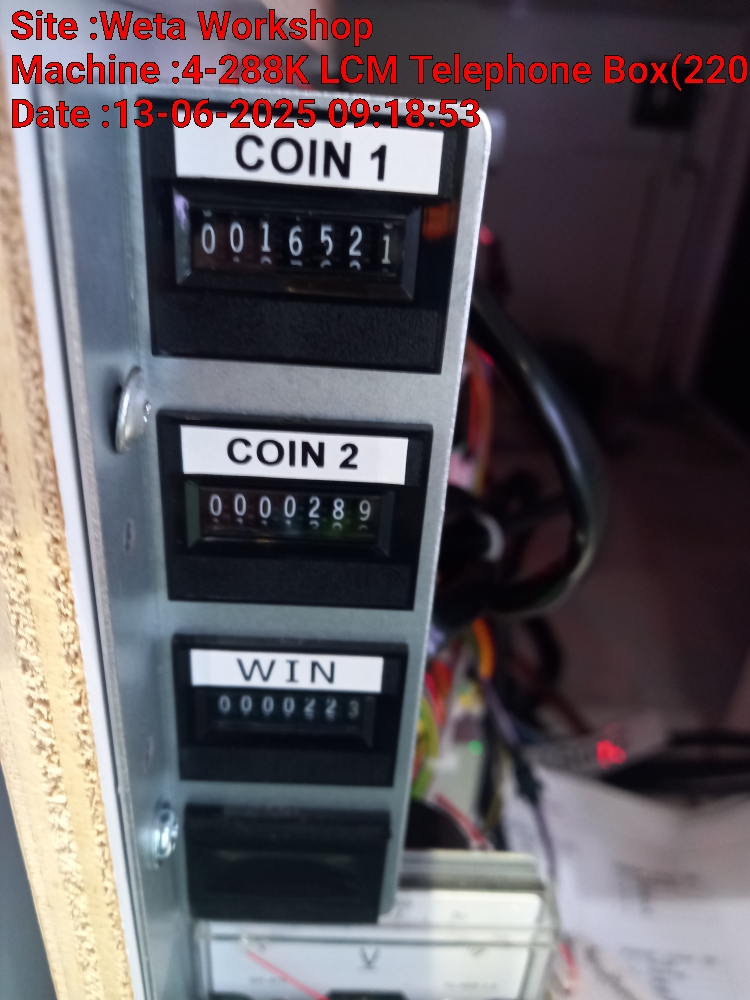 Site :Weta Workshop
Machine :4-288K LCM Telephone Box(220
Date :13-06-2025 09:18:53
COIN 1
0016521
COIN 2
0000289
WIN
0000223
V